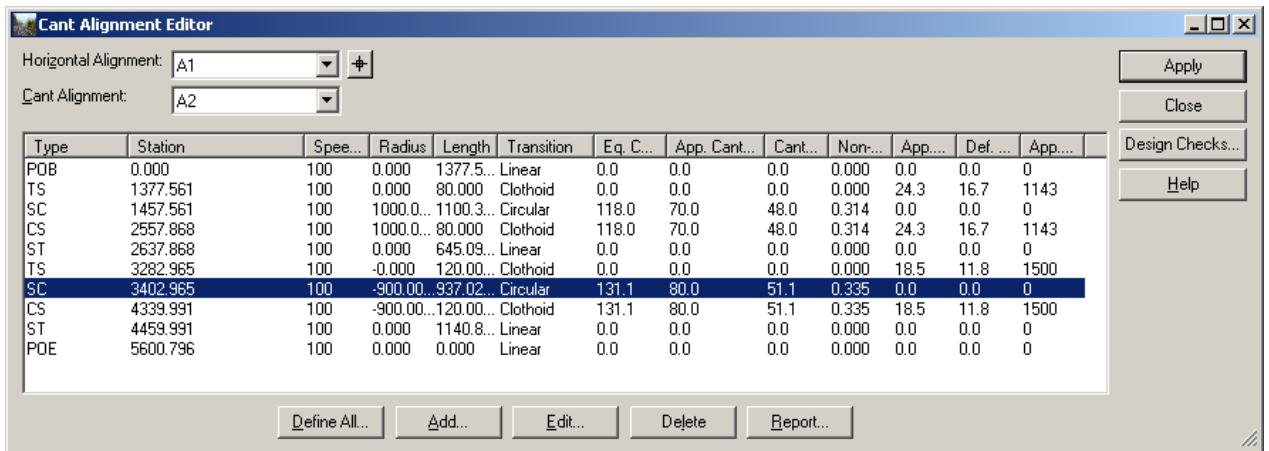 Cant Alignment Editor
Horizontal Alignment: A1 Apply
Cant Alignment: A2 Close
Type Station Spee... Radius Length Transition Eq. C... App. Cant... Cant... Non-... App.... Def. ... App.... Design Checks...
POB 0.000 100 0.000 1377.5... Linear 0.0 0.0 0.0 0.000 0.0 0.0 0
TS 1377.561 100 0.000 80.000 Clothoid 0.0 0.0 0.0 0.000 24.3 16.7 1143 Help
SC 1457.561 100 1000.0... 1100.3... Circular 118.0 70.0 48.0 0.314 0.0 0.0 0
CS 2557.868 100 1000.0... 80.000 Clothoid 118.0 70.0 48.0 0.314 24.3 16.7 1143
ST 2637.868 100 0.000 645.09... Linear 0.0 0.0 0.0 0.000 0.0 0.0 0
TS 3282.965 100 -0.000 120.00... Clothoid 0.0 0.0 0.0 0.000 18.5 11.8 1500
SC 3402.965 100 -900.00... 937.02... Circular 131.1 80.0 51.1 0.335 0.0 0.0 0
CS 4339.991 100 -900.00... 120.00... Clothoid 131.1 80.0 51.1 0.335 18.5 11.8 1500
ST 4459.991 100 0.000 1140.8... Linear 0.0 0.0 0.0 0.000 0.0 0.0 0
POE 5600.796 100 0.000 0.000 Linear 0.0 0.0 0.0 0.000 0.0 0.0 0
Define All... Add... Edit... Delete Report...